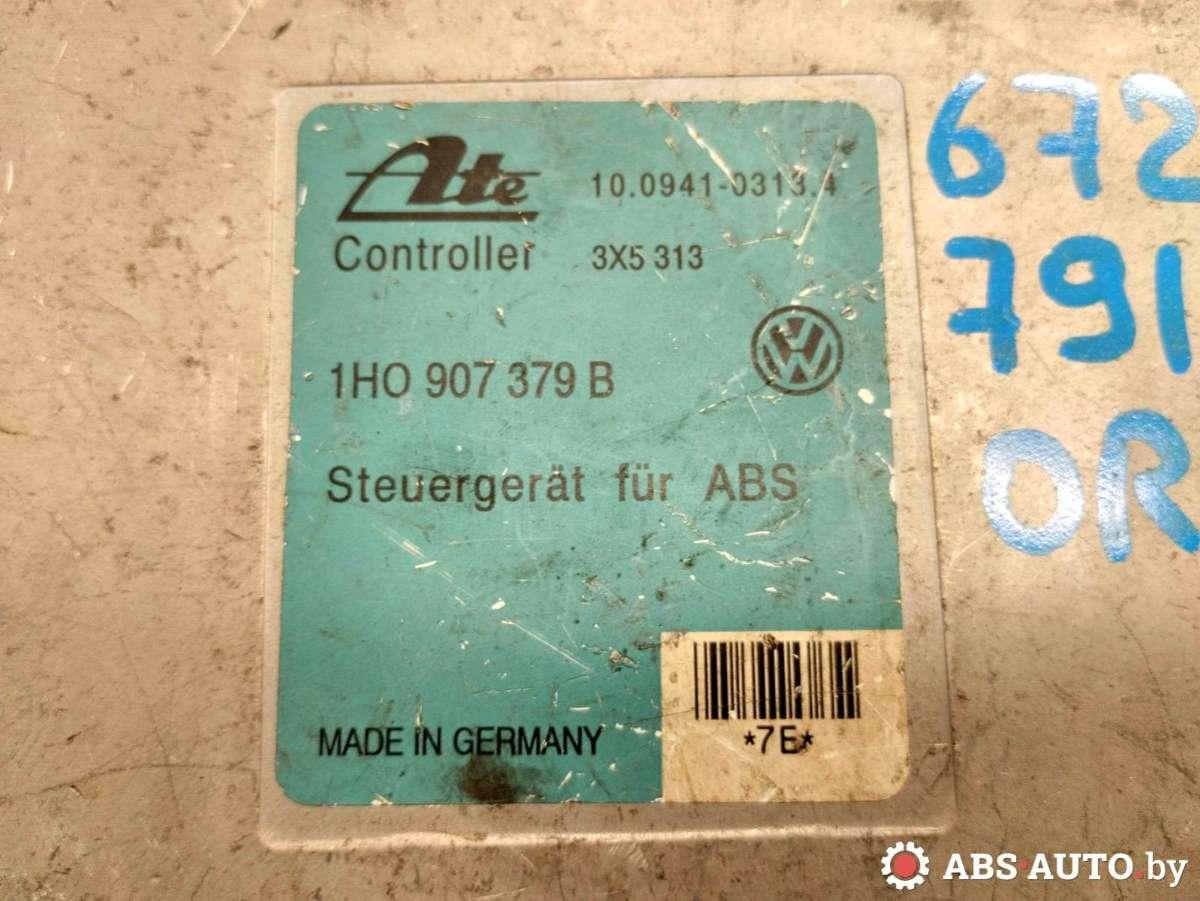 Ate 10.0941-0313.4
Controller 3X5 313
1HO 907 379 B
Steuergerät für ABS
MADE IN GERMANY
*7E*
672
791
OR
ABS-AUTO.by